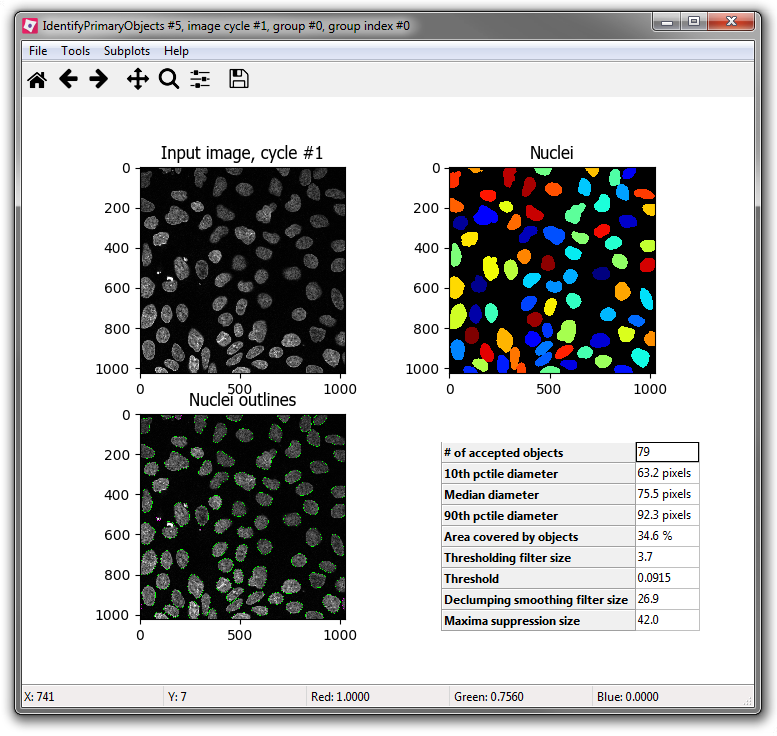 IdentifyPrimaryObjects #5, image cycle #1, group #0, group index #0
File Tools Subplots Help
Input image, cycle #1
0
200
400
600
800
1000
0 500 1000
Nuclei
0
200
400
600
800
1000
0 500 1000
Nuclei outlines
0
200
400
600
800
1000
0 500 1000
# of accepted objects 79
10th pctile diameter 63.2 pixels
Median diameter 75.5 pixels
90th pctile diameter 92.3 pixels
Area covered by objects 34.6 %
Thresholding filter size 3.7
Threshold 0.0915
Declumping smoothing filter size 26.9
Maxima suppression size 42.0
X: 741 Y: 7 Red: 1.0000 Green: 0.7560 Blue: 0.0000